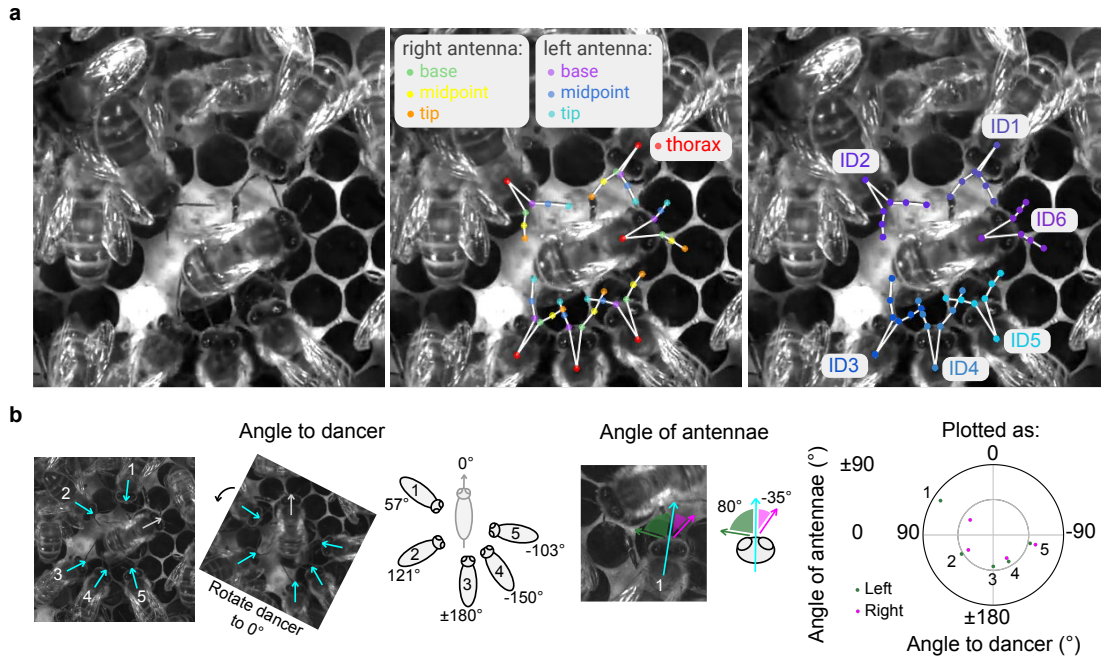 a
right antenna:
base
midpoint
tip
left antenna:
base
midpoint
tip
thorax
ID1
ID2
ID6
ID3
ID4
ID5
b
Angle to dancer
1
2
3
4
5
Rotate dancer
to 0°
0°
1
57°
2
121°
3
±180°
4
-150°
5
-103°
Angle of antennae
1
80°
-35°
Plotted as:
Angle of antennae (°)
±90
0
0
90
-90
±180
1
2
3
4
5
Left
Right
Angle to dancer (°)